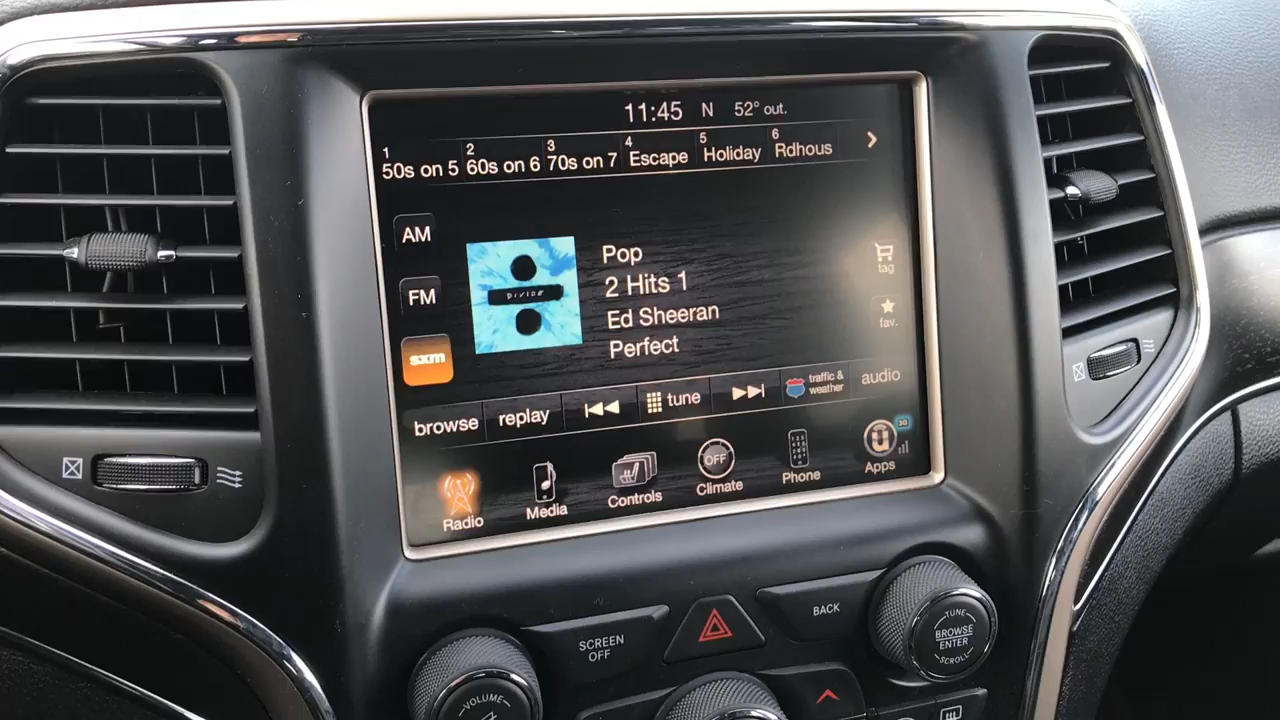 11:45 N 52° out.
1 2 3 4 5 6
50s on 5 60s on 6 70s on 7 Escape Holiday Rdhous
AM
FM
sxm
DIVIDE
Pop
2 Hits 1
Ed Sheeran
Perfect
tag
fav.
browse replay tune traffic & weather audio
OFF
3G
Radio Media Controls Climate Phone Apps
SCREEN
OFF
BACK
VOLUME
TUNE
BROWSE
ENTER
SCROLL